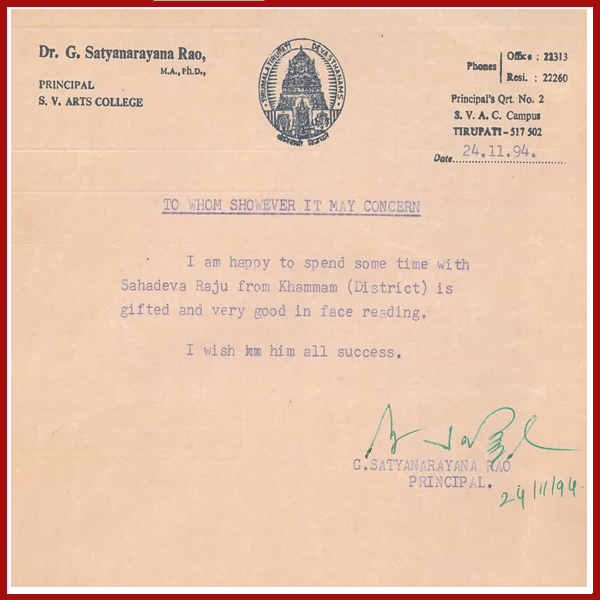 Dr. G. Satyanarayana Rao,
M.A., Ph.D.,
PRINCIPAL
S. V. ARTS COLLEGE
TIRUMALA TIRUPATI DEVASTHANAMS
Phones
Office : 22313
Resi. : 22260
Principal's Qrt. No. 2
S. V. A. C. Campus
TIRUPATI - 517 502
Date 24.11.94.
TO WHOM SHOWEVER IT MAY CONCERN
I am happy to spend some time with
Sahadeva Raju from Khammam (District) is
gifted and very good in face reading.
I wish him all success.
G.SATYANARAYANA RAO
PRINCIPAL.
24/11/94.